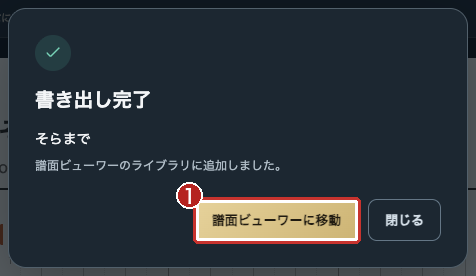 書き出し完了
そらまで
譜面ビューワーのライブラリに追加しました。
1
譜面ビューワーに移動
閉じる